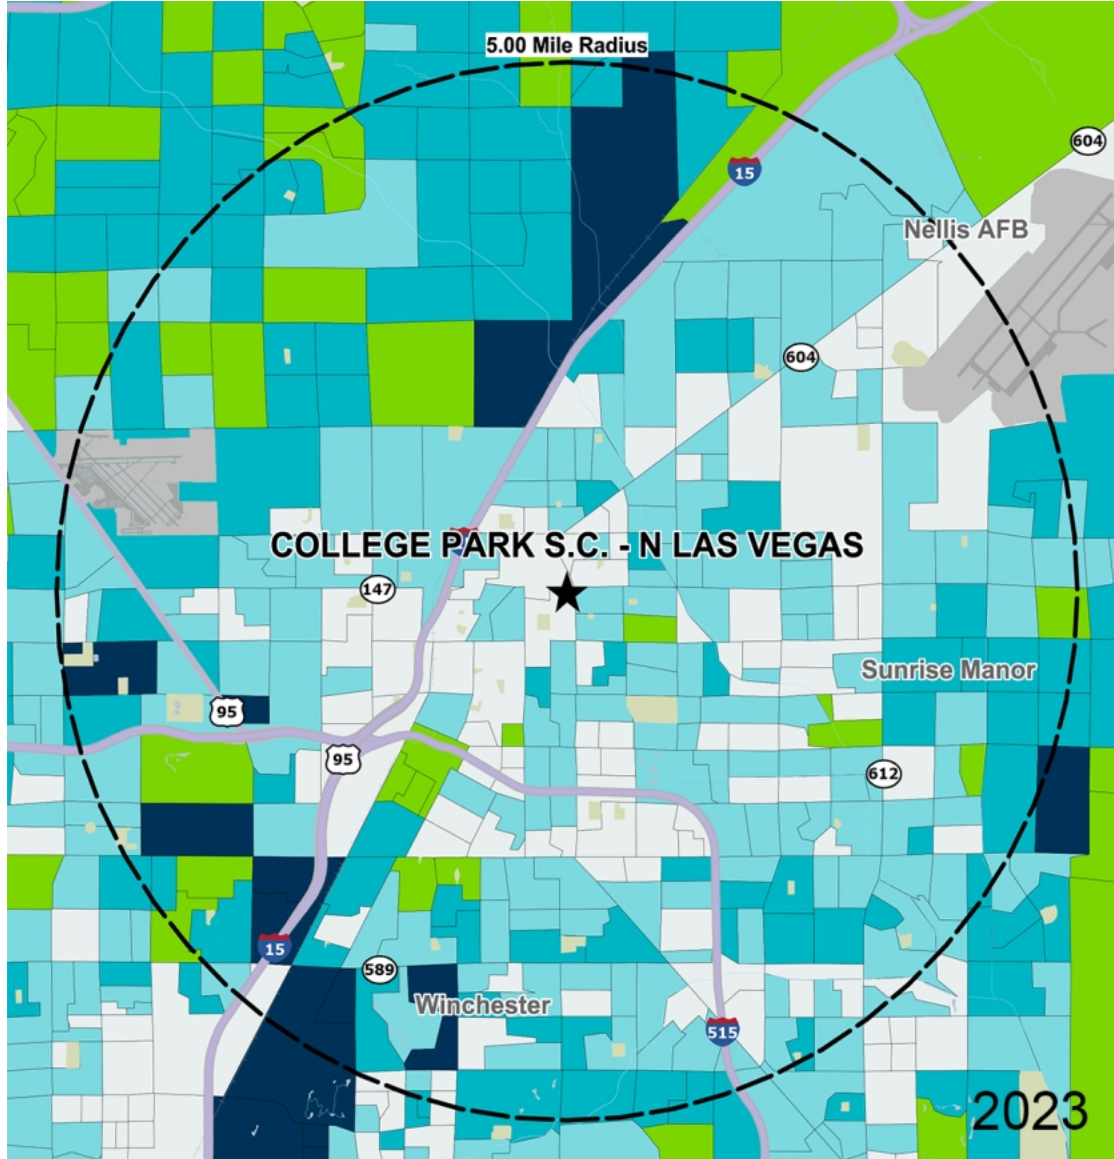 5.00 Mile Radius
604
15
Nellis AFB
604
COLLEGE PARK S.C. - N LAS VEGAS
147
Sunrise Manor
95
95
612
15
589
Winchester
515
2023